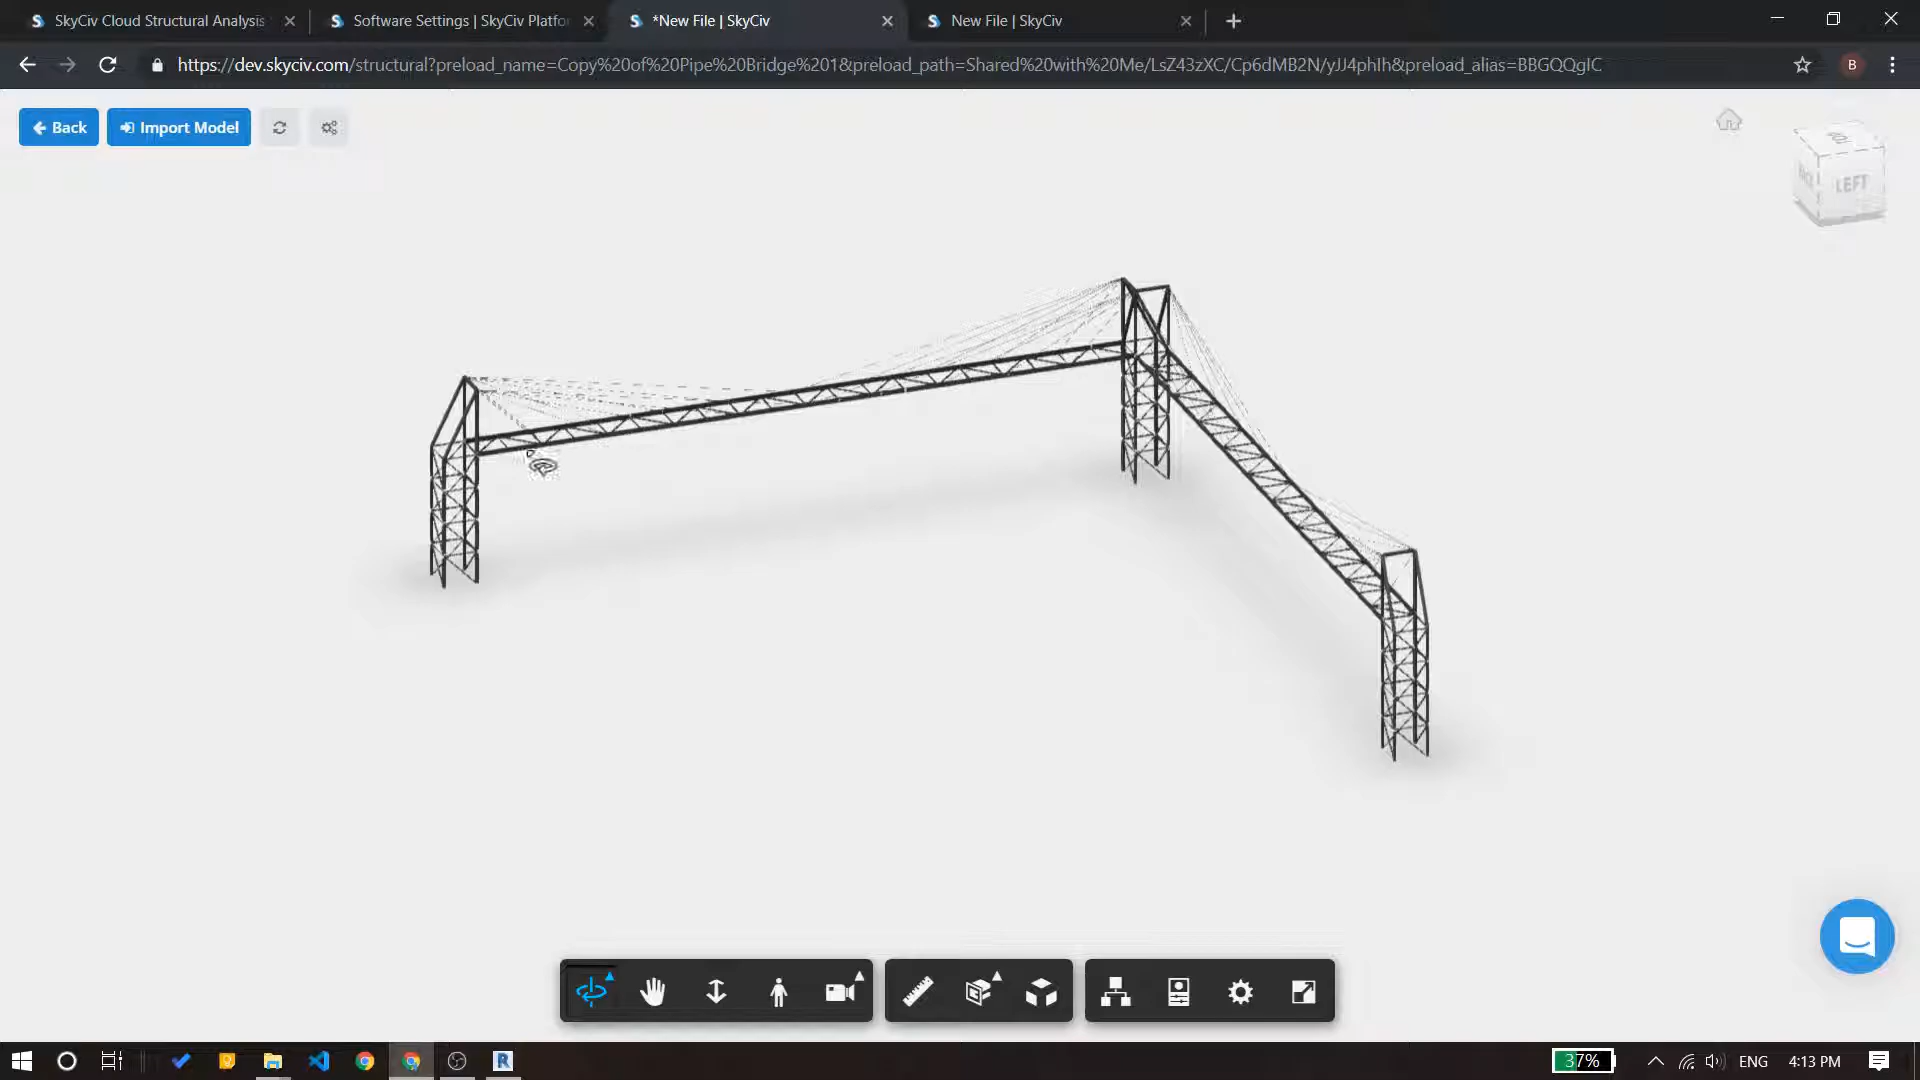 SkyCiv Cloud Structural Analysis
Software Settings | SkyCiv Platfo
*New File | SkyCiv
New File | SkyCiv
https://dev.skyciv.com/structural?preload_name=Copy%20of%20Pipe%20Bridge%201&preload_path=Shared%20with%20Me/LsZ43zXC/Cp6dMB2N/yJJ4phIh&preload_alias=BBGQQgIC
B
Back
Import Model
LEFT
37%
ENG
4:13 PM